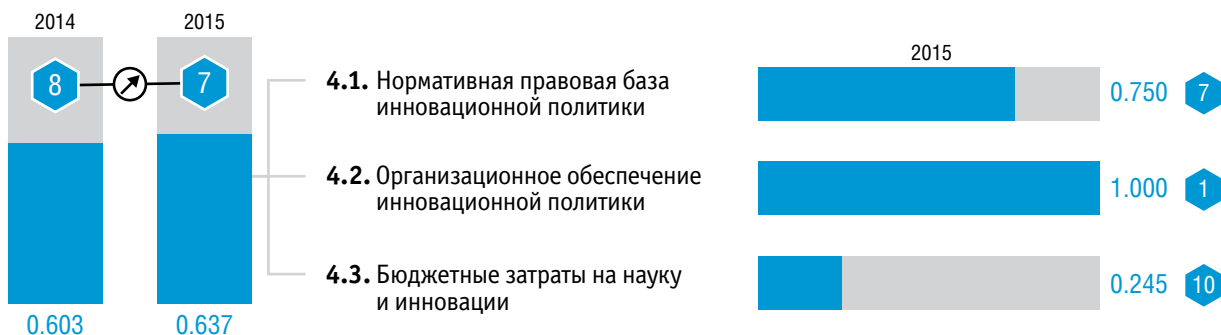 2014
2015
8
7
0.603
0.637
4.1. Нормативная правовая база
инновационной политики
4.2. Организационное обеспечение
инновационной политики
4.3. Бюджетные затраты на науку
и инновации
2015
0.750 7
1.000 1
0.245 10